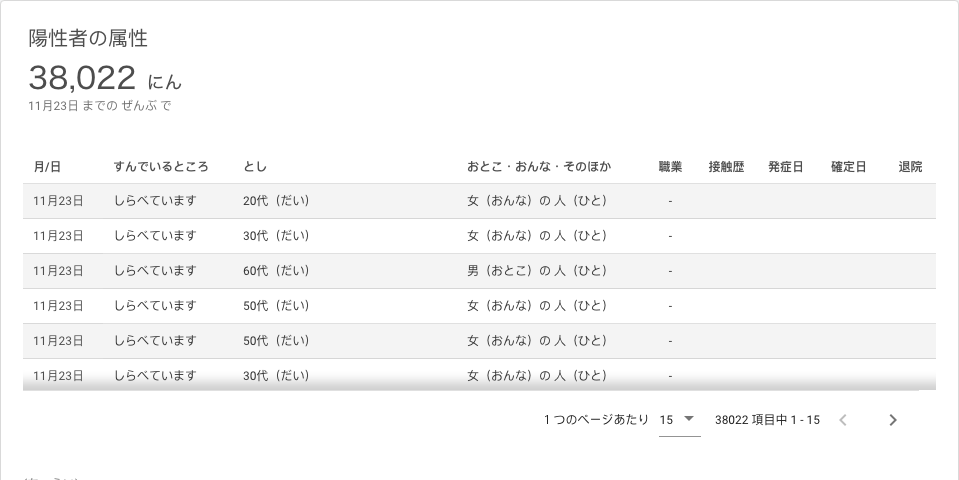 陽性者の属性
38,022 にん
11月23日 までの ぜんぶ で
月/日 すんでいるところ とし おとこ・おんな・そのほか 職業 接触歴 発症日 確定日 退院
11月23日 しらべています 20代（だい） 女（おんな）の 人（ひと） -
11月23日 しらべています 30代（だい） 女（おんな）の 人（ひと） -
11月23日 しらべています 60代（だい） 男（おとこ）の 人（ひと） -
11月23日 しらべています 50代（だい） 女（おんな）の 人（ひと） -
11月23日 しらべています 50代（だい） 女（おんな）の 人（ひと） -
11月23日 しらべています 30代（だい） 女（おんな）の 人（ひと） -
1 つのページあたり 15 38022 項目中 1 - 15